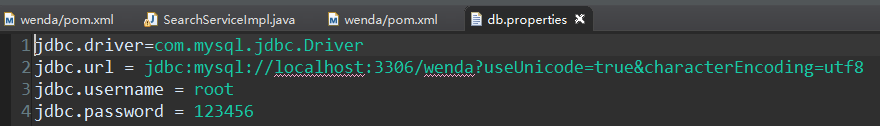 wenda/pom.xml SearchServiceImpl.java wenda/pom.xml db.properties
1 jdbc.driver=com.mysql.jdbc.Driver
2 jdbc.url = jdbc:mysql://localhost:3306/wenda?useUnicode=true&characterEncoding=utf8
3 jdbc.username = root
4 jdbc.password = 123456